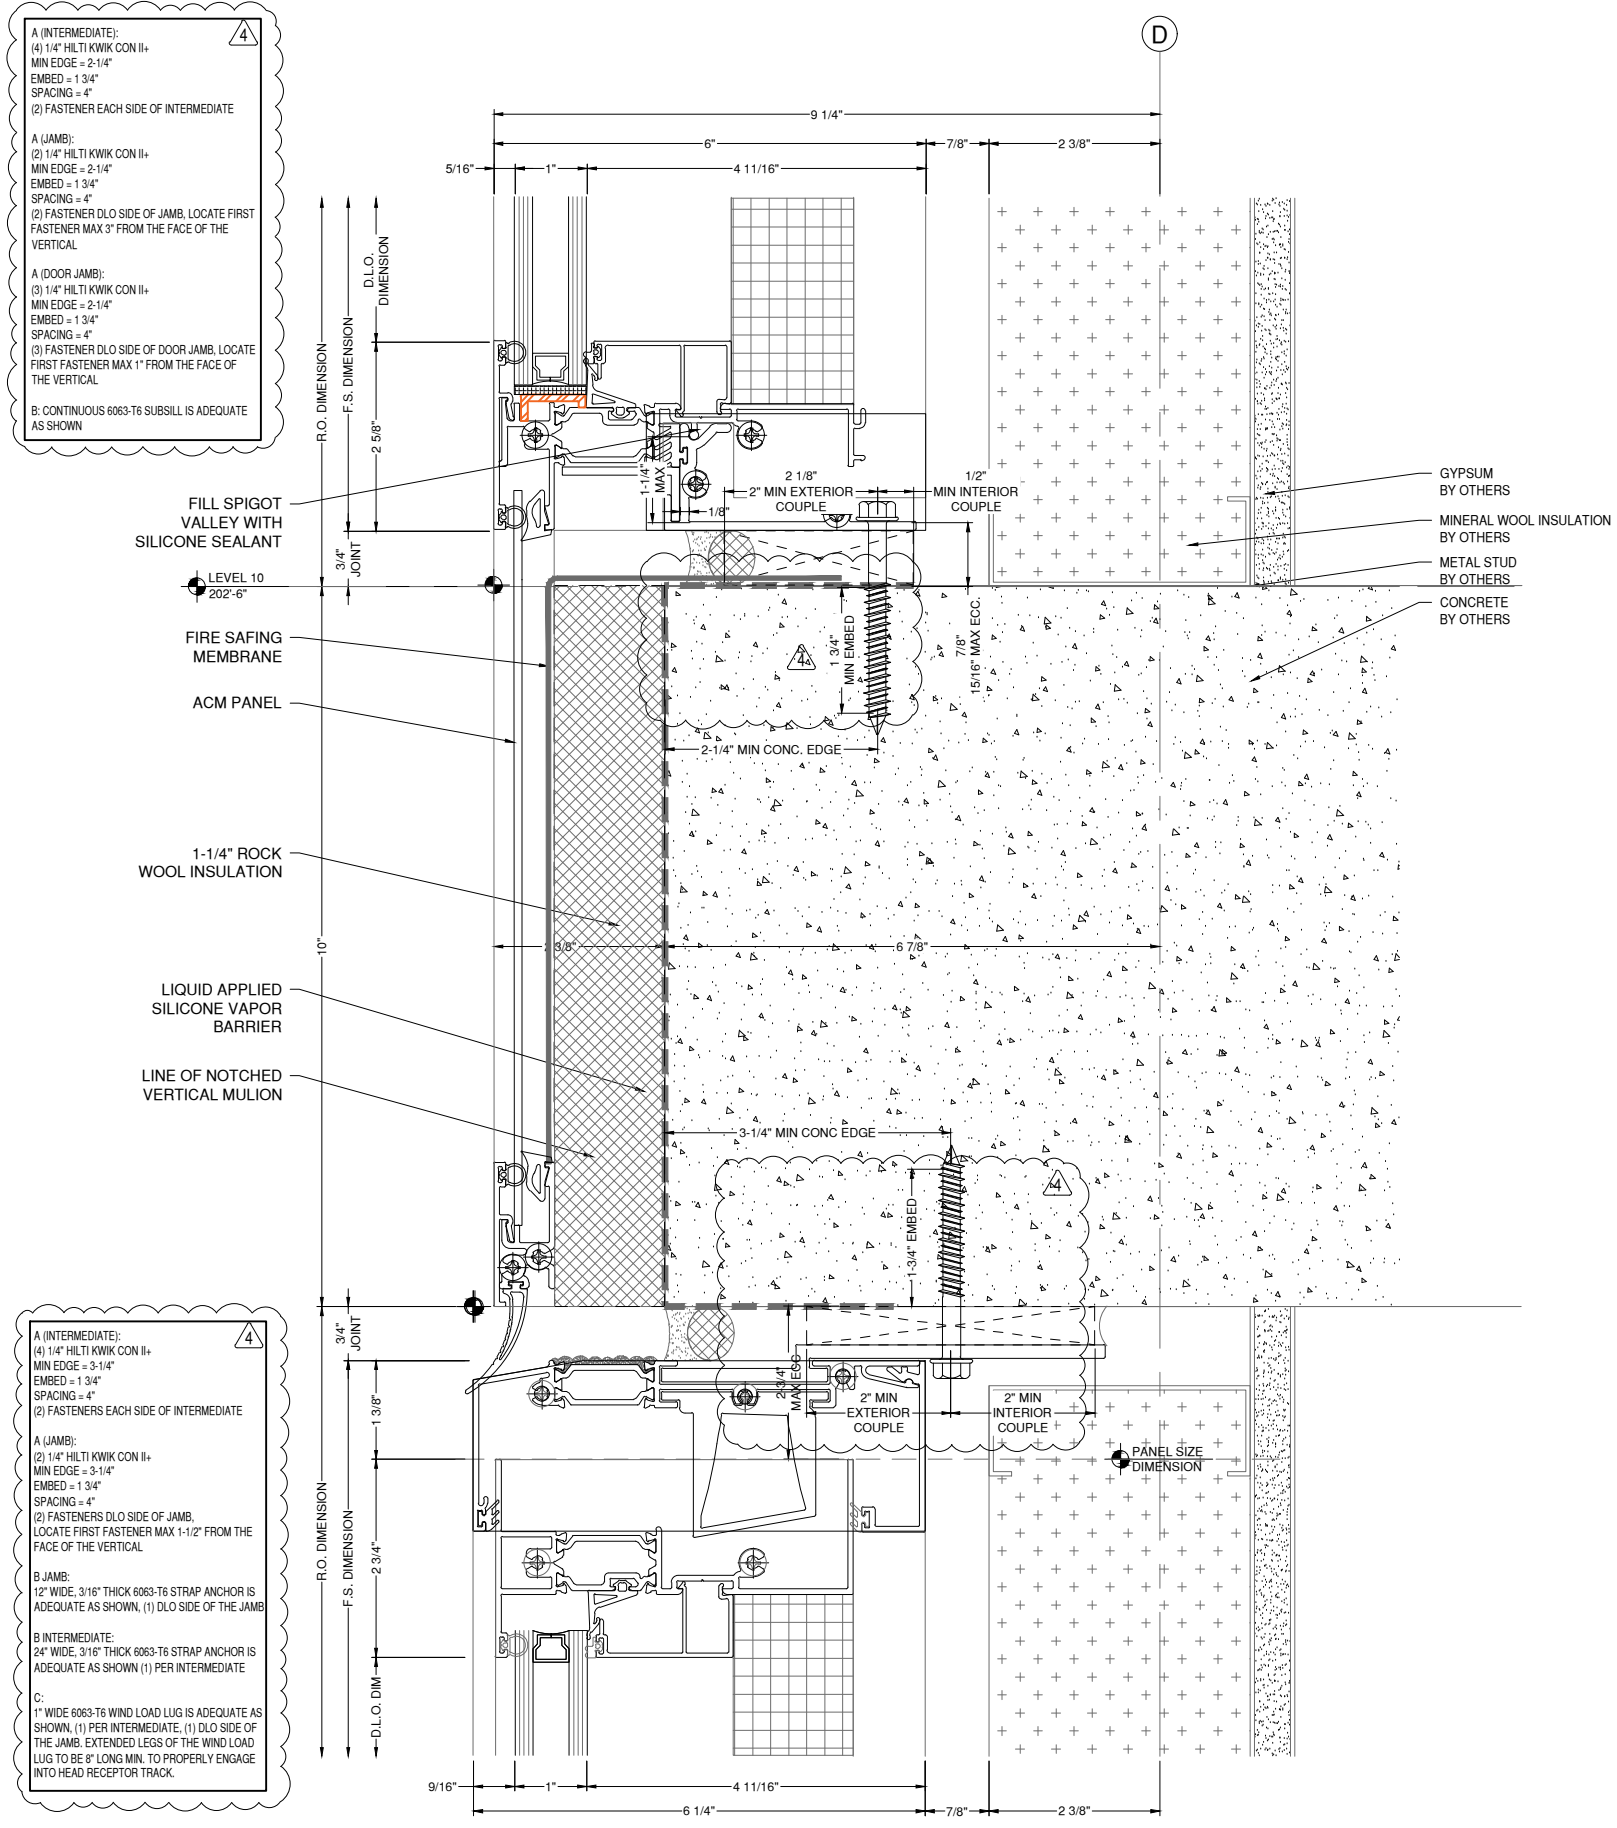 A (INTERMEDIATE):
(4) 1/4" HILTI KWIK CON II+
MIN EDGE = 2-1/4"
EMBED = 1 3/4"
SPACING = 4"
(2) FASTENER EACH SIDE OF INTERMEDIATE
A (JAMB):
(2) 1/4" HILTI KWIK CON II+
MIN EDGE = 2-1/4"
EMBED = 1 3/4"
SPACING = 4"
(2) FASTENER DLO SIDE OF JAMB, LOCATE FIRST
FASTENER MAX 3" FROM THE FACE OF THE
VERTICAL
A (DOOR JAMB):
(3) 1/4" HILTI KWIK CON II+
MIN EDGE = 2-1/4"
EMBED = 1 3/4"
SPACING = 4"
(3) FASTENER DLO SIDE OF DOOR JAMB, LOCATE
FIRST FASTENER MAX 1" FROM THE FACE OF
THE VERTICAL
B: CONTINUOUS 6063-T6 SUBSILL IS ADEQUATE
AS SHOWN
4
D
9 1/4"
6"
7/8"
2 3/8"
5/16"
1"
4 11/16"
R.O. DIMENSION
F.S. DIMENSION
D.L.O.
DIMENSION
2 5/8"
3/4"
JOINT
1-1/4"
MAX
1/8"
2 1/8"
2" MIN EXTERIOR
COUPLE
1/2"
MIN INTERIOR
COUPLE
FILL SPIGOT
VALLEY WITH
SILICONE SEALANT
LEVEL 10
202'-6"
FIRE SAFING
MEMBRANE
ACM PANEL
1-1/4" ROCK
WOOL INSULATION
LIQUID APPLIED
SILICONE VAPOR
BARRIER
LINE OF NOTCHED
VERTICAL MULION
GYPSUM
BY OTHERS
MINERAL WOOL INSULATION
BY OTHERS
METAL STUD
BY OTHERS
CONCRETE
BY OTHERS
4
1 3/4"
MIN EMBED
7/8"
15/16" MAX ECC.
2-1/4" MIN CONC. EDGE
10"
3/8"
6 7/8"
3-1/4" MIN CONC EDGE
1-3/4" EMBED
4
3/4"
JOINT
1 3/8"
2 3/4"
D.L.O. DIM
R.O. DIMENSION
F.S. DIMENSION
2-3/4"
MAX ECC
2" MIN
EXTERIOR
COUPLE
2" MIN
INTERIOR
COUPLE
PANEL SIZE
DIMENSION
A (INTERMEDIATE):
(4) 1/4" HILTI KWIK CON II+
MIN EDGE = 3-1/4"
EMBED = 1 3/4"
SPACING = 4"
(2) FASTENERS EACH SIDE OF INTERMEDIATE
A (JAMB):
(2) 1/4" HILTI KWIK CON II+
MIN EDGE = 3-1/4"
EMBED = 1 3/4"
SPACING = 4"
(2) FASTENERS DLO SIDE OF JAMB,
LOCATE FIRST FASTENER MAX 1-1/2" FROM THE
FACE OF THE VERTICAL
B JAMB:
12" WIDE, 3/16" THICK 6063-T6 STRAP ANCHOR IS
ADEQUATE AS SHOWN, (1) DLO SIDE OF THE JAMB
B INTERMEDIATE:
24" WIDE, 3/16" THICK 6063-T6 STRAP ANCHOR IS
ADEQUATE AS SHOWN (1) PER INTERMEDIATE
C:
1" WIDE 6063-T6 WIND LOAD LUG IS ADEQUATE AS
SHOWN, (1) PER INTERMEDIATE, (1) DLO SIDE OF
THE JAMB. EXTENDED LEGS OF THE WIND LOAD
LUG TO BE 8" LONG MIN. TO PROPERLY ENGAGE
INTO HEAD RECEPTOR TRACK.
4
9/16"
1"
4 11/16"
6 1/4"
7/8"
2 3/8"